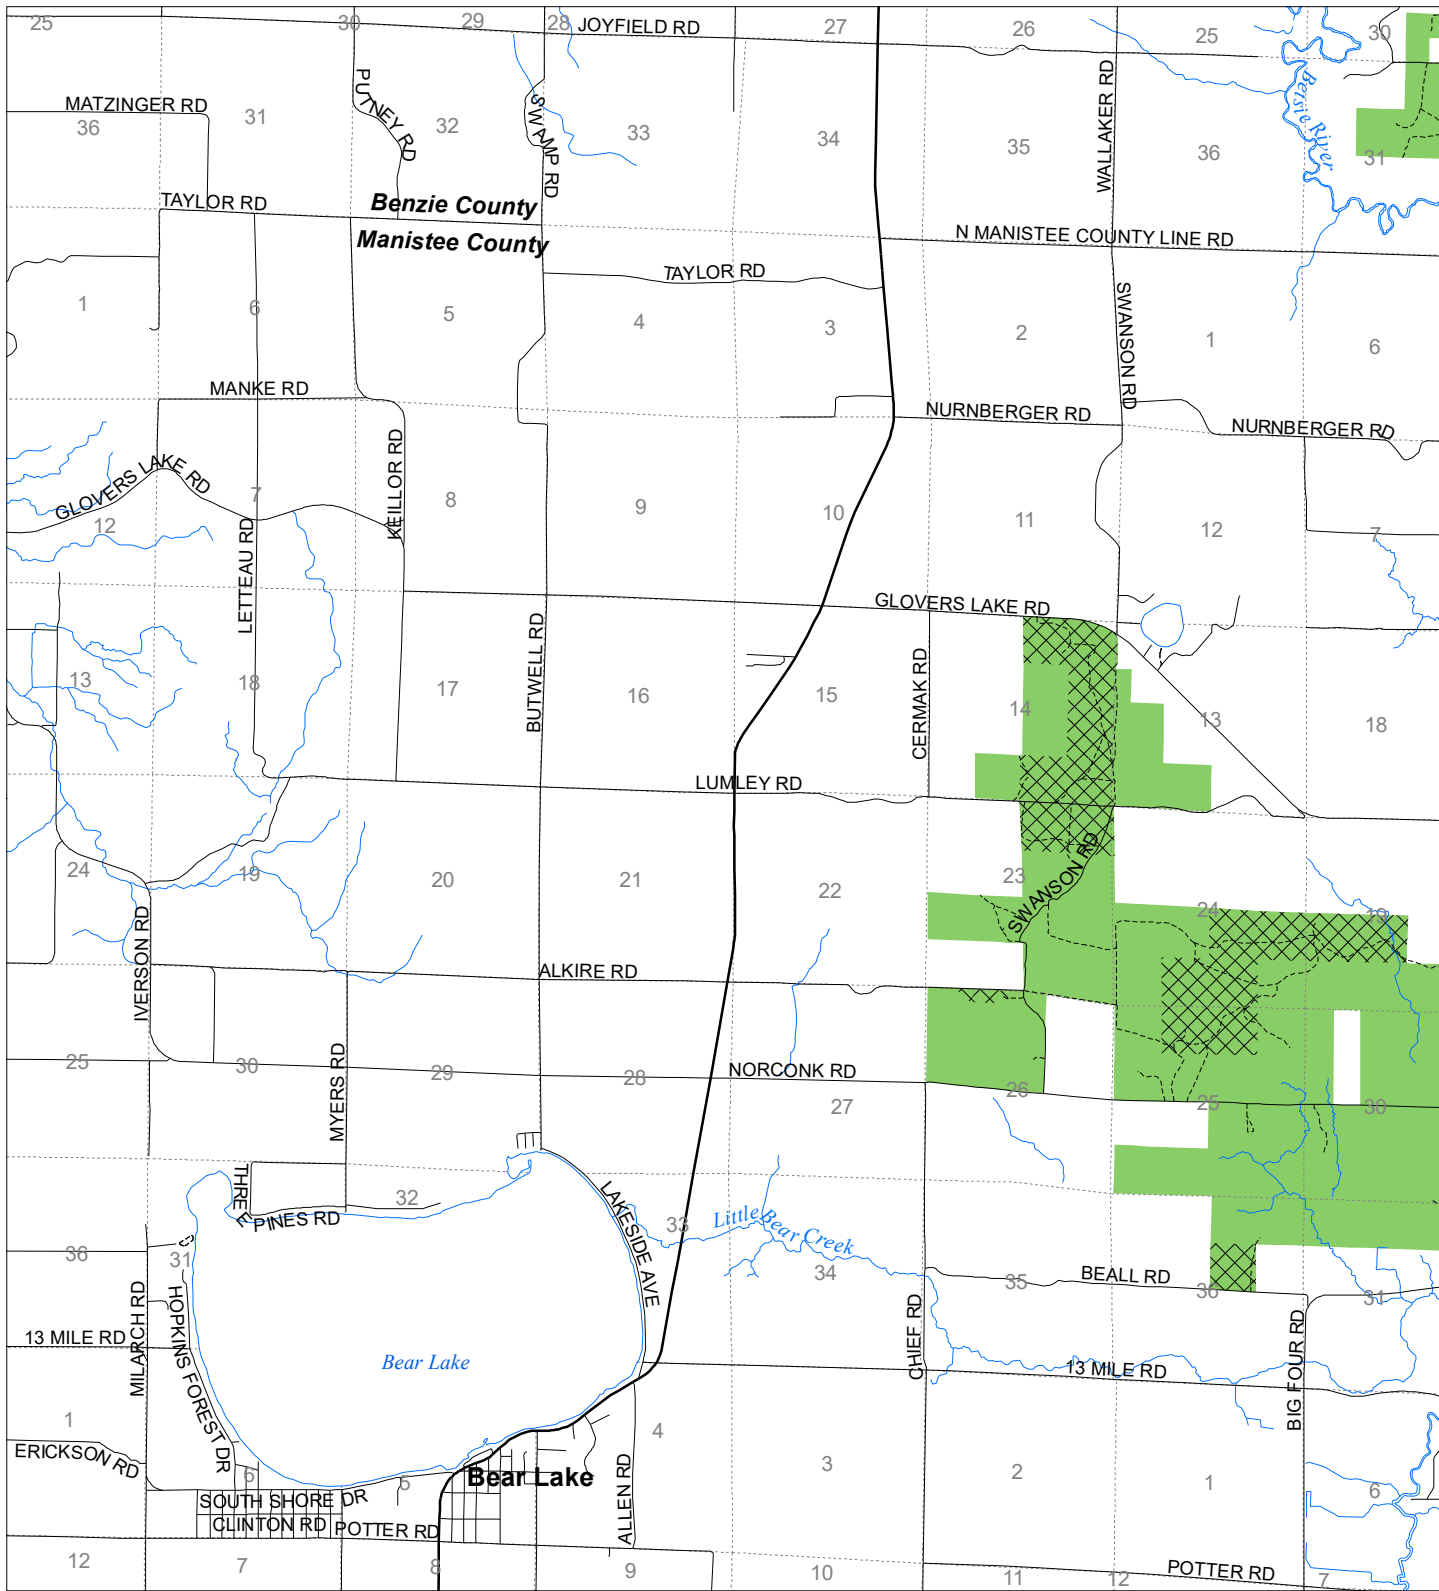 25
30
29
28
JOYFIELD RD
27
26
25
30
MATZINGER RD
36
31
PUTNEY RD
32
SWAMP RD
33
34
35
WALLAKER RD
36
Betsie River
31
TAYLOR RD
Benzie County
Manistee County
N MANISTEE COUNTY LINE RD
TAYLOR RD
1
6
5
4
3
2
SWANSON RD
1
6
MANKE RD
NURNBERGER RD
NURNBERGER RD
GLOVERS LAKE RD
12
7
LETTEAU RD
KEILLOR RD
8
9
10
11
12
7
GLOVERS LAKE RD
13
18
17
BUTWELL RD
16
15
CERMAK RD
14
13
18
LUMLEY RD
24
19
20
21
22
23
SWANSON RD
24
19
IVERSON RD
ALKIRE RD
25
30
MYERS RD
29
28
NORCONK RD
27
26
25
30
THREE
PINES RD
32
LAKESIDE AVE
33
Little Bear Creek
34
35
BEALL RD
36
31
36
31
MILARCH RD
HOPKINS FOREST DR
13 MILE RD
Bear Lake
CHIEF RD
13 MILE RD
BIG FOUR RD
1
ERICKSON RD
6
5
Bear Lake
4
ALLEN RD
3
2
1
6
SOUTH SHORE DR
CLINTON RD
POTTER RD
12
7
8
9
10
11
12
POTTER RD
7